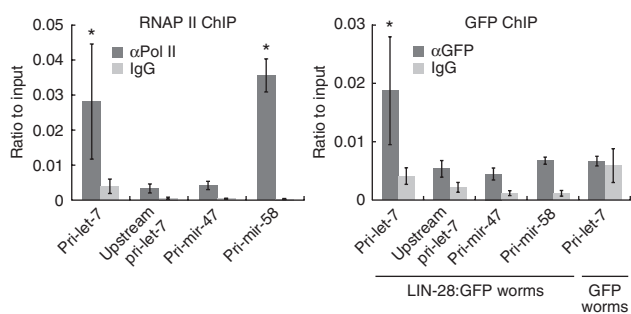 RNAP II ChIP
Ratio to input
0.05
0.04
0.03
0.02
0.01
0
*
*
αPol II
IgG
Pri-let-7
Upstream
pri-let-7
Pri-mir-47
Pri-mir-58
GFP ChIP
Ratio to input
0.03
0.02
0.01
0
*
αGFP
IgG
Pri-let-7
Upstream
pri-let-7
Pri-mir-47
Pri-mir-58
Pri-let-7
LIN-28:GFP worms
GFP
worms